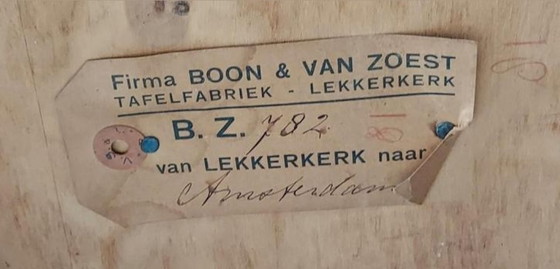 Firma BOON & VAN ZOEST
TAFELFABRIEK - LEKKERKERK
B. Z. 782
van LEKKERKERK naar
Amsterdam